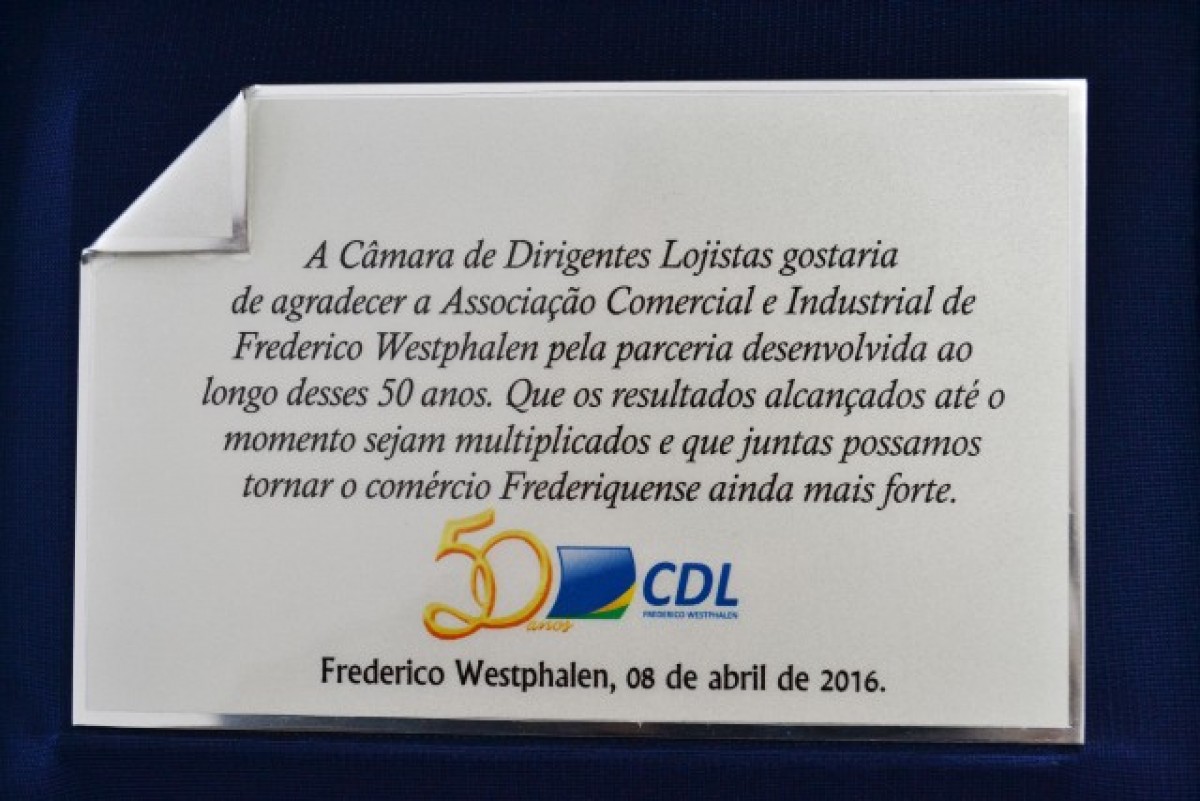 A Câmara de Dirigentes Lojistas gostaria
de agradecer a Associação Comercial e Industrial de
Frederico Westphalen pela parceria desenvolvida ao
longo desses 50 anos. Que os resultados alcançados até o
momento sejam multiplicados e que juntas possamos
tornar o comércio Frederiquense ainda mais forte.
50 anos
CDL
FREDERICO WESTPHALEN
Frederico Westphalen, 08 de abril de 2016.